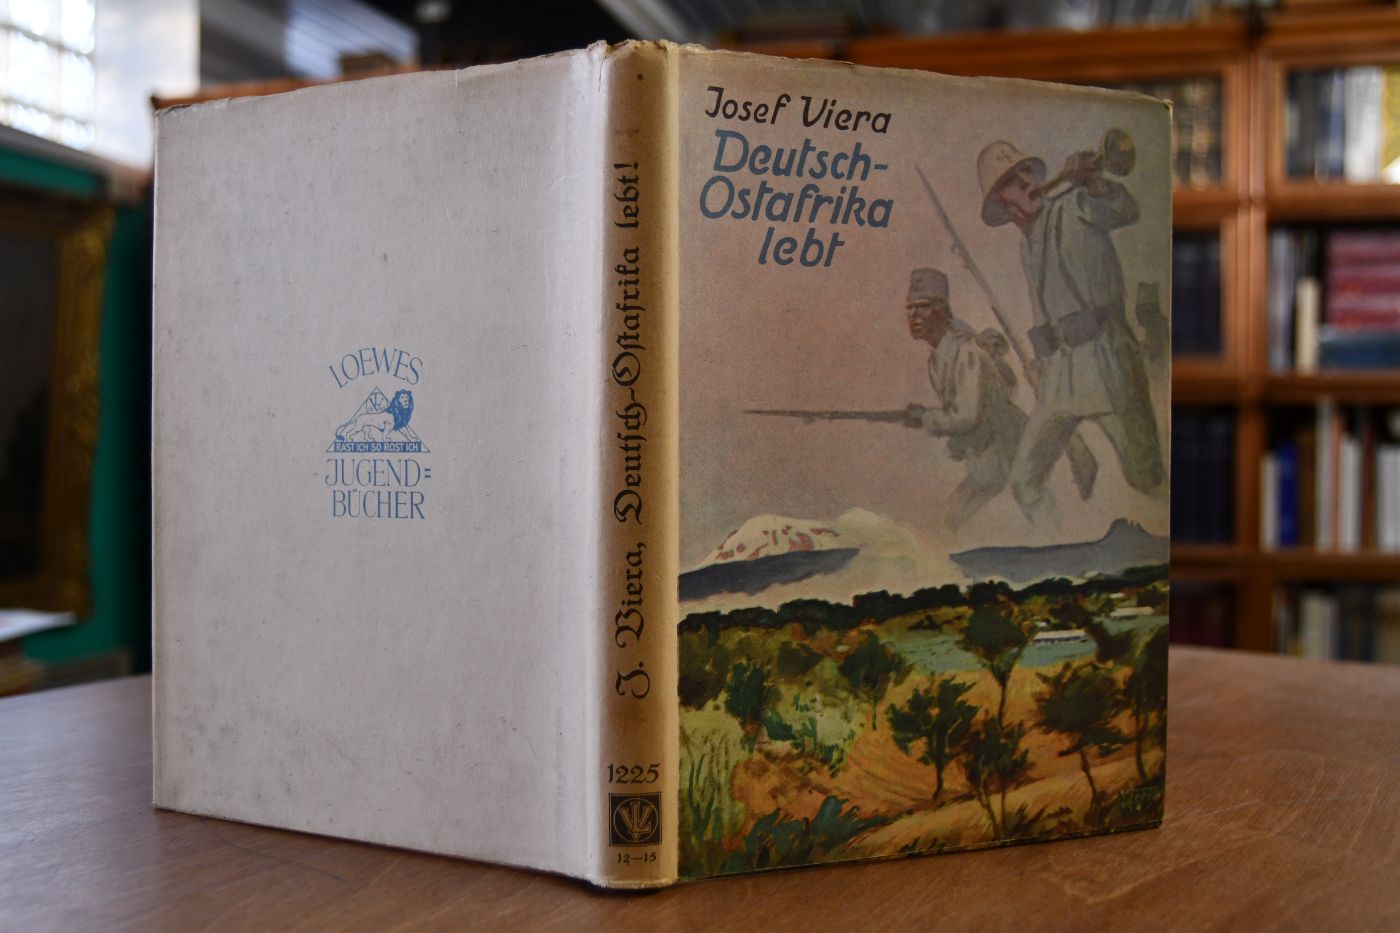 LOEWES
RAST ICH SO ROST ICH
JUGEND=
BÜCHER
J. Viera, Deutsch-Ostafrika lebt!
1225
12—15
Josef Viera
Deutsch-
Ostafrika
lebt